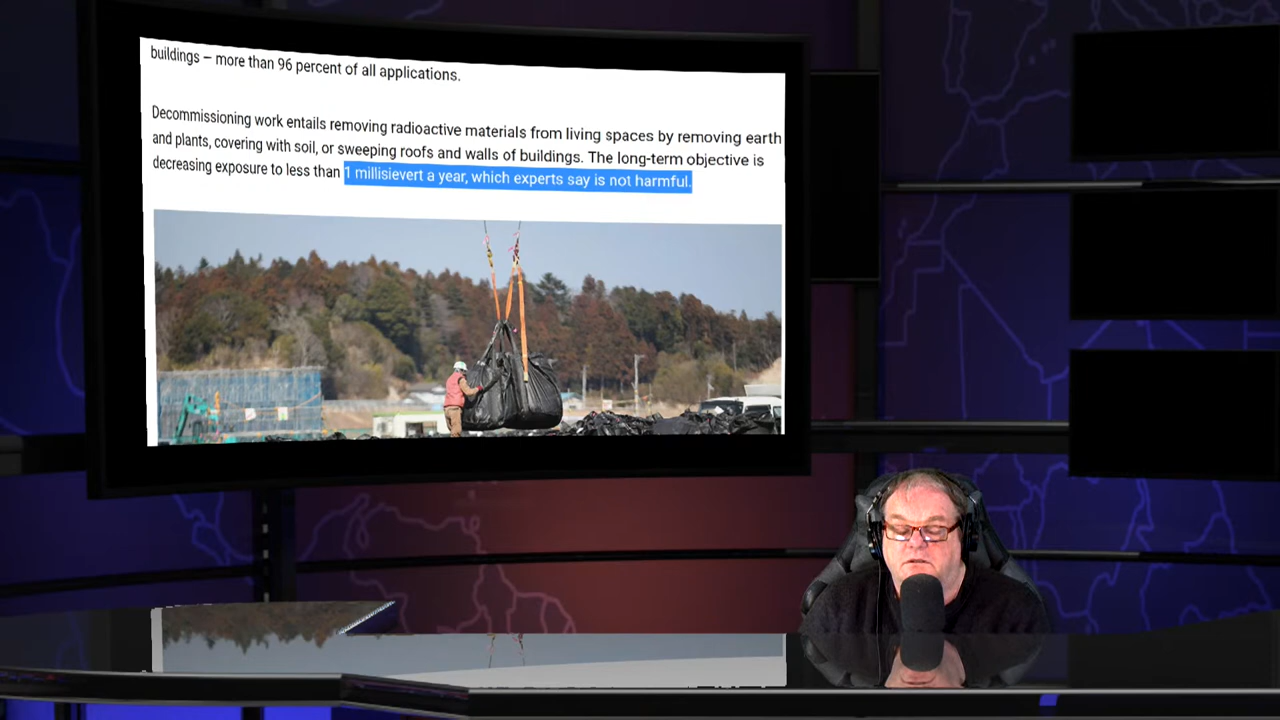 buildings – more than 96 percent of all applications.
Decommissioning work entails removing radioactive materials from living spaces by removing earth
and plants, covering with soil, or sweeping roofs and walls of buildings. The long-term objective is
decreasing exposure to less than 1 millisievert a year, which experts say is not harmful.